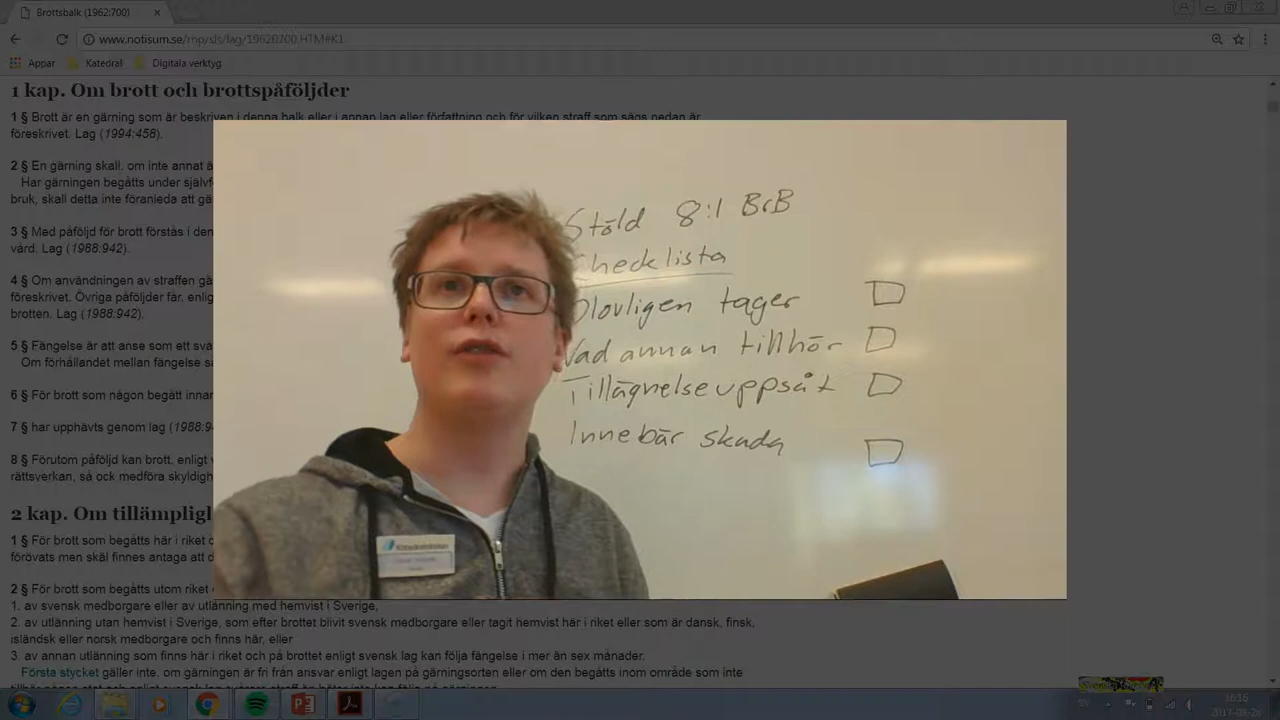 Brottsbalk (1962:700)
www.notisum.se/rnp/sls/lag/19620700.HTM#K1
Appar Katedral Digitala verktyg
1 kap. Om brott och brottspåföljder
1 § Brott är en gärning som är beskriven i denna balk eller i annan lag eller författning och för vilken straff som sägs nedan är
föreskrivet. Lag (1994:458).
2 § En gärning skall, om inte annat
Har gärningen begåtts under
bruk, skall detta inte föranleda att
3 § Med påföljd för brott förstås i
vård. Lag (1988:942).
4 § Om användningen av straffen
föreskrivet. Övriga påföljder får, enligt
brotten. Lag (1988:942).
5 § Fängelse är att anse som ett
Om förhållandet mellan fängelse
6 § För brott som någon begått
7 § har upphävts genom lag
8 § Förutom påföljd kan brott, enligt
rättsverkan, så ock medföra
2 kap. Om
1 § För brott som begåtts här i riket
förövats men skäl finnes antaga att
2 § För brott som begåtts utom riket
1. av svensk medborgare eller av utlänning med hemvist i Sverige,
2. av utlänning utan hemvist i Sverige, som efter brottet blivit svensk medborgare eller tagit hemvist här i riket eller som är dansk, finsk,
isländsk eller norsk medborgare och finns här, eller
3. av annan utlänning som finns här i riket och på brottet enligt svensk lag kan följa fängelse i mer än sex månader.
Första stycket gäller inte, om gärningen är fri från ansvar enligt lagen på gärningsorten eller om den begåtts inom område som inte
Stöld 8:1 BrB
Checklista
Olovligen tager
Vad annan tillhör
Tillägnelseuppsåt
Innebär skada
Katedralskolan
SV
16:15